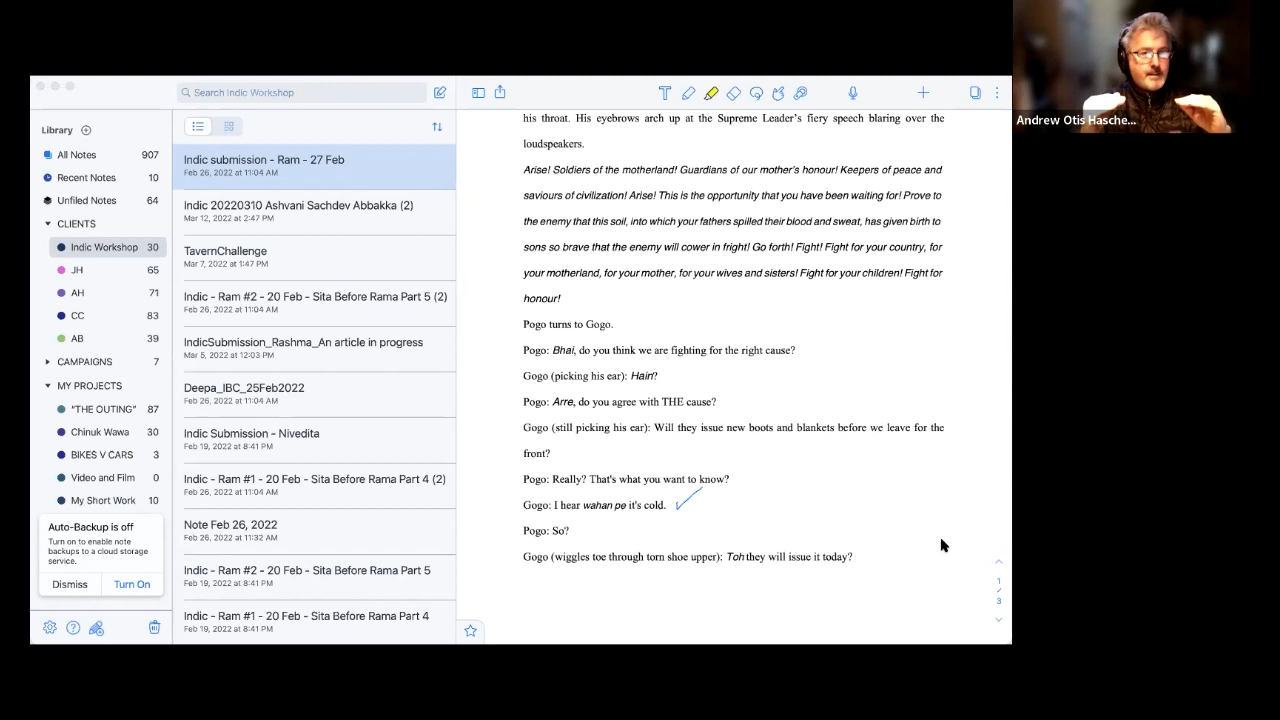 Search Indic Workshop
Library
All Notes 907
Recent Notes 10
Unfiled Notes 64
CLIENTS
Indic Workshop 30
JH 65
AH 71
CC 83
AB 39
CAMPAIGNS 7
MY PROJECTS
"THE OUTING" 87
Chinuk Wawa 30
BIKES V CARS 3
Video and Film 0
My Short Work 10
Auto-Backup is off
Turn on to enable note
backups to a cloud storage
service.
Dismiss Turn On
Indic submission - Ram - 27 Feb
Feb 26, 2022 at 11:04 AM
Indic 20220310 Ashvani Sachdev Abbakka (2)
Mar 12, 2022 at 2:47 PM
TavernChallenge
Mar 7, 2022 at 1:47 PM
Indic - Ram #2 - 20 Feb - Sita Before Rama Part 5 (2)
Feb 26, 2022 at 11:04 AM
IndicSubmission_Rashma_An article in progress
Mar 5, 2022 at 12:03 PM
Deepa_IBC_25Feb2022
Feb 26, 2022 at 11:04 AM
Indic Submission - Nivedita
Feb 19, 2022 at 8:41 PM
Indic - Ram #1 - 20 Feb - Sita Before Rama Part 4 (2)
Feb 26, 2022 at 11:04 AM
Note Feb 26, 2022
Feb 26, 2022 at 11:32 AM
Indic - Ram #2 - 20 Feb - Sita Before Rama Part 5
Feb 19, 2022 at 8:41 PM
Indic - Ram #1 - 20 Feb - Sita Before Rama Part 4
Feb 19, 2022 at 8:41 PM
his throat. His eyebrows arch up at the Supreme Leader's fiery speech blaring over the
loudspeakers.
Arise! Soldiers of the motherland! Guardians of our mother's honour! Keepers of peace and
saviours of civilization! Arise! This is the opportunity that you have been waiting for! Prove to
the enemy that this soil, into which your fathers spilled their blood and sweat, has given birth to
sons so brave that the enemy will cower in fright! Go forth! Fight! Fight for your country, for
your motherland, for your mother, for your wives and sisters! Fight for your children! Fight for
honour!
Pogo turns to Gogo.
Pogo: Bhai, do you think we are fighting for the right cause?
Gogo (picking his ear): Hain?
Pogo: Arre, do you agree with THE cause?
Gogo (still picking his ear): Will they issue new boots and blankets before we leave for the
front?
Pogo: Really? That's what you want to know?
Gogo: I hear wahan pe it's cold.
Pogo: So?
Gogo (wiggles toe through torn shoe upper): Toh they will issue it today?
1
/
3
Andrew Otis Hasche...